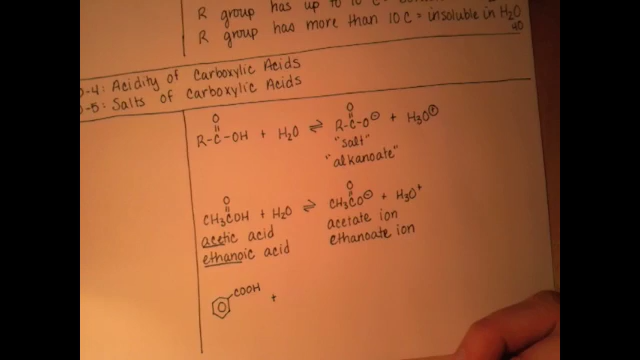 R group has up to 10 C =
R group has more than 10 C = insoluble in H₂O
40
-4: Acidity of Carboxylic Acids
-5: Salts of Carboxylic Acids
O O
R-C-OH + H₂O ⇌ R-C-O⊖ + H₃O⊕
"salt"
"alkanoate"
O O
CH₃COH + H₂O ⇌ CH₃CO⊖ + H₃O⁺
acetic acid acetate ion
ethanoic acid ethanoate ion
COOH +